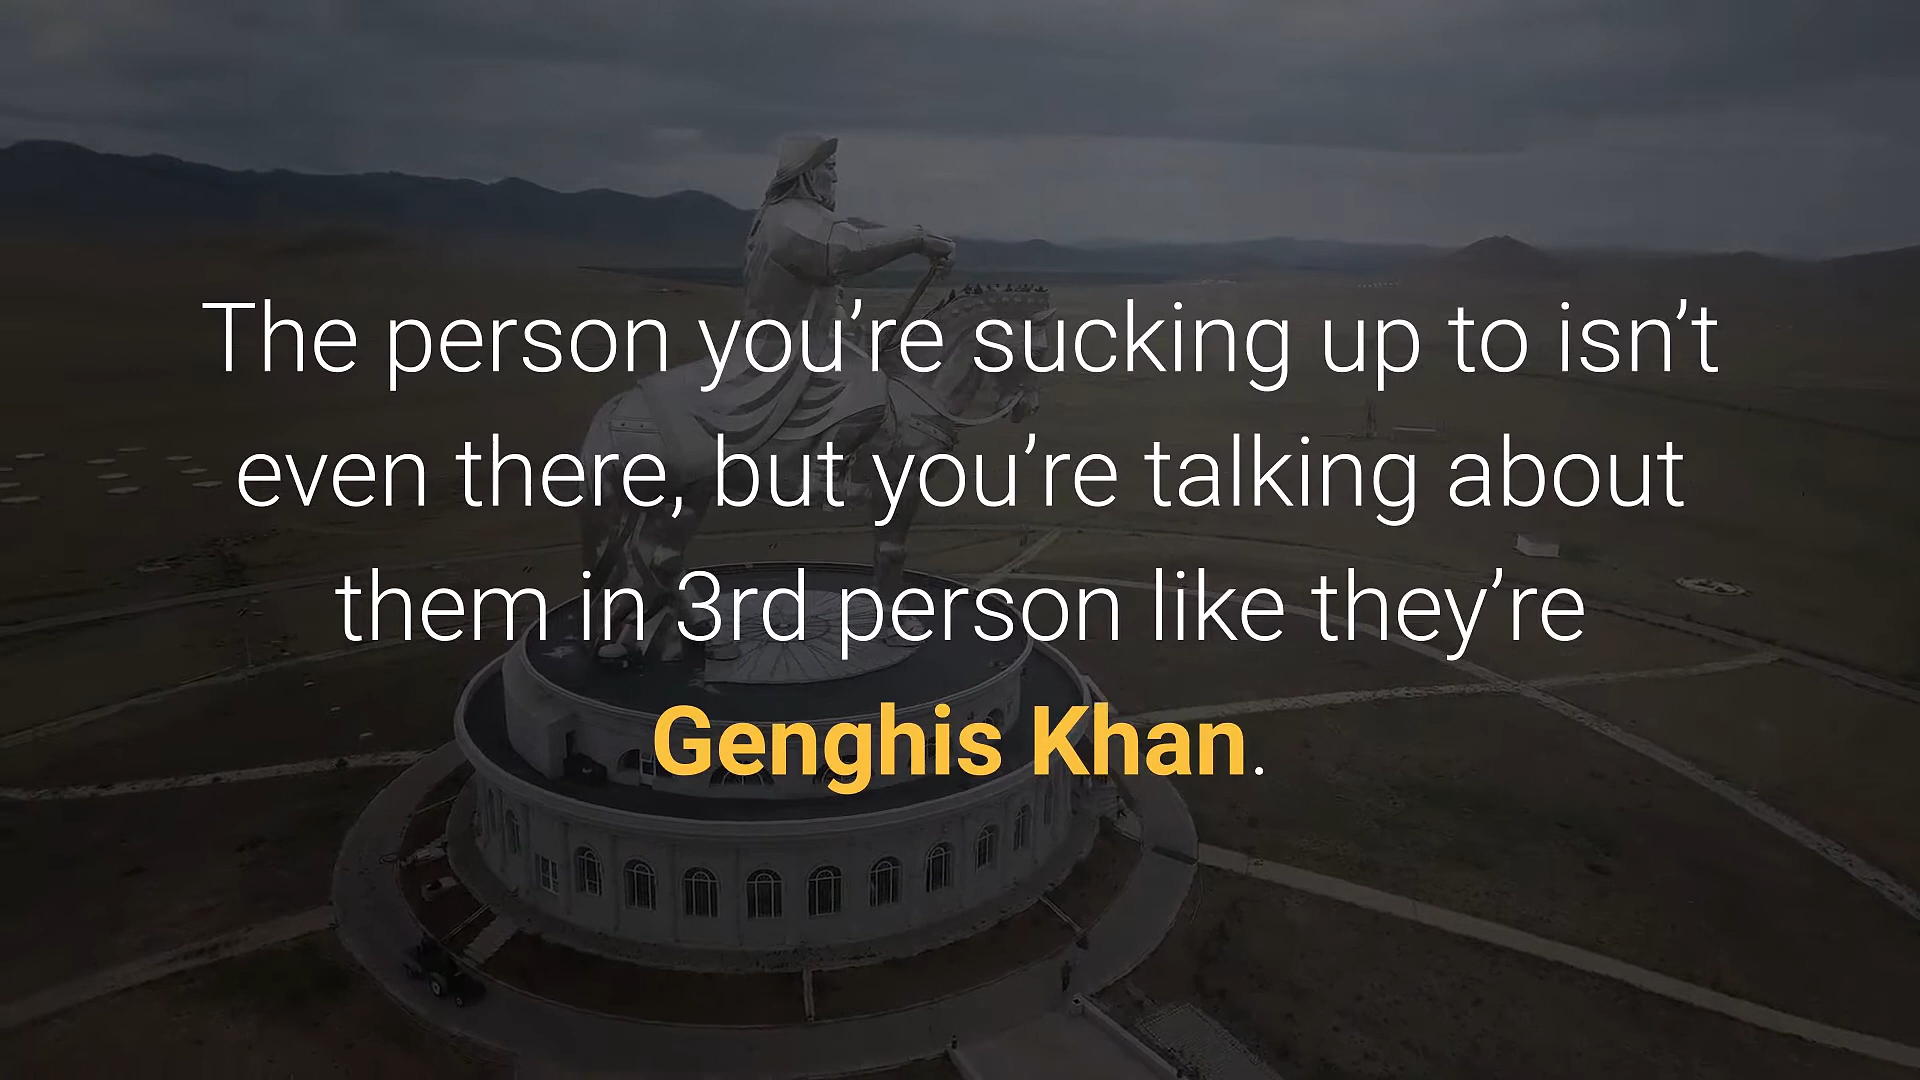 The person you’re sucking up to isn’t
even there, but you’re talking about
them in 3rd person like they’re
Genghis Khan.